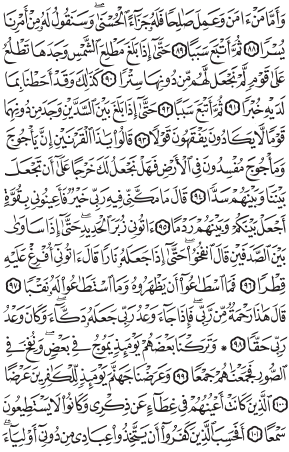 وَأَمَّا مَنْ ءَامَنَ وَعَمِلَ صَٰلِحًا فَلَهُۥ جَزَآءً ٱلْحُسْنَىٰ ۖ وَسَنَقُولُ لَهُۥ مِنْ أَمْرِنَا
يُسْرًا ٨٨ ثُمَّ أَتْبَعَ سَبَبًا ٨٩ حَتَّىٰٓ إِذَا بَلَغَ مَطْلِعَ ٱلشَّمْسِ وَجَدَهَا تَطْلُعُ
عَلَىٰ قَوْمٍ لَّمْ نَجْعَل لَّهُم مِّن دُونِهَا سِتْرًا ٩٠ كَذَٰلِكَ وَقَدْ أَحَطْنَا بِمَا
لَدَيْهِ خُبْرًا ٩١ ثُمَّ أَتْبَعَ سَبَبًا ٩٢ حَتَّىٰٓ إِذَا بَلَغَ بَيْنَ ٱلسَّدَّيْنِ وَجَدَ مِن دُونِهِمَا
قَوْمًا لَّا يَكَادُونَ يَفْقَهُونَ قَوْلًا ٩٣ قَالُوا۟ يَٰذَا ٱلْقَرْنَيْنِ إِنَّ يَأْجُوجَ
وَمَأْجُوجَ مُفْسِدُونَ فِى ٱلْأَرْضِ فَهَلْ نَجْعَلُ لَكَ خَرْجًا عَلَىٰٓ أَن تَجْعَلَ
بَيْنَنَا وَبَيْنَهُمْ سَدًّا ٩٤ قَالَ مَا مَكَّنِّى فِيهِ رَبِّى خَيْرٌ فَأَعِينُونِى بِقُوَّةٍ
أَجْعَلْ بَيْنَكُمْ وَبَيْنَهُمْ رَدْمًا ٩٥ ءَاتُونِى زُبَرَ ٱلْحَدِيدِ ۖ حَتَّىٰٓ إِذَا سَاوَىٰ
بَيْنَ ٱلصَّدَفَيْنِ قَالَ ٱنفُخُوا۟ ۖ حَتَّىٰٓ إِذَا جَعَلَهُۥ نَارًا قَالَ ءَاتُونِىٓ أُفْرِغْ عَلَيْهِ
قِطْرًا ٩٦ فَمَا ٱسْطَٰعُوٓا۟ أَن يَظْهَرُوهُ وَمَا ٱسْتَطَٰعُوا۟ لَهُۥ نَقْبًا ٩٧
قَالَ هَٰذَا رَحْمَةٌ مِّن رَّبِّى ۖ فَإِذَا جَآءَ وَعْدُ رَبِّى جَعَلَهُۥ دَكَّآءَ ۖ وَكَانَ وَعْدُ
رَبِّى حَقًّا ٩٨ ۞ وَتَرَكْنَا بَعْضَهُمْ يَوْمَئِذٍ يَمُوجُ فِى بَعْضٍ ۖ وَنُفِخَ فِى
ٱلصُّورِ فَجَمَعْنَٰهُمْ جَمْعًا ٩٩ وَعَرَضْنَا جَهَنَّمَ يَوْمَئِذٍ لِّلْكَٰفِرِينَ عَرْضًا
١٠٠ ٱلَّذِينَ كَانَتْ أَعْيُنُهُمْ فِى غِطَآءٍ عَن ذِكْرِى وَكَانُوا۟ لَا يَسْتَطِيعُونَ
سَمْعًا ١٠١ أَفَحَسِبَ ٱلَّذِينَ كَفَرُوٓا۟ أَن يَتَّخِذُوا۟ عِبَادِى مِن دُونِىٓ أَوْلِيَآءَ ۚ